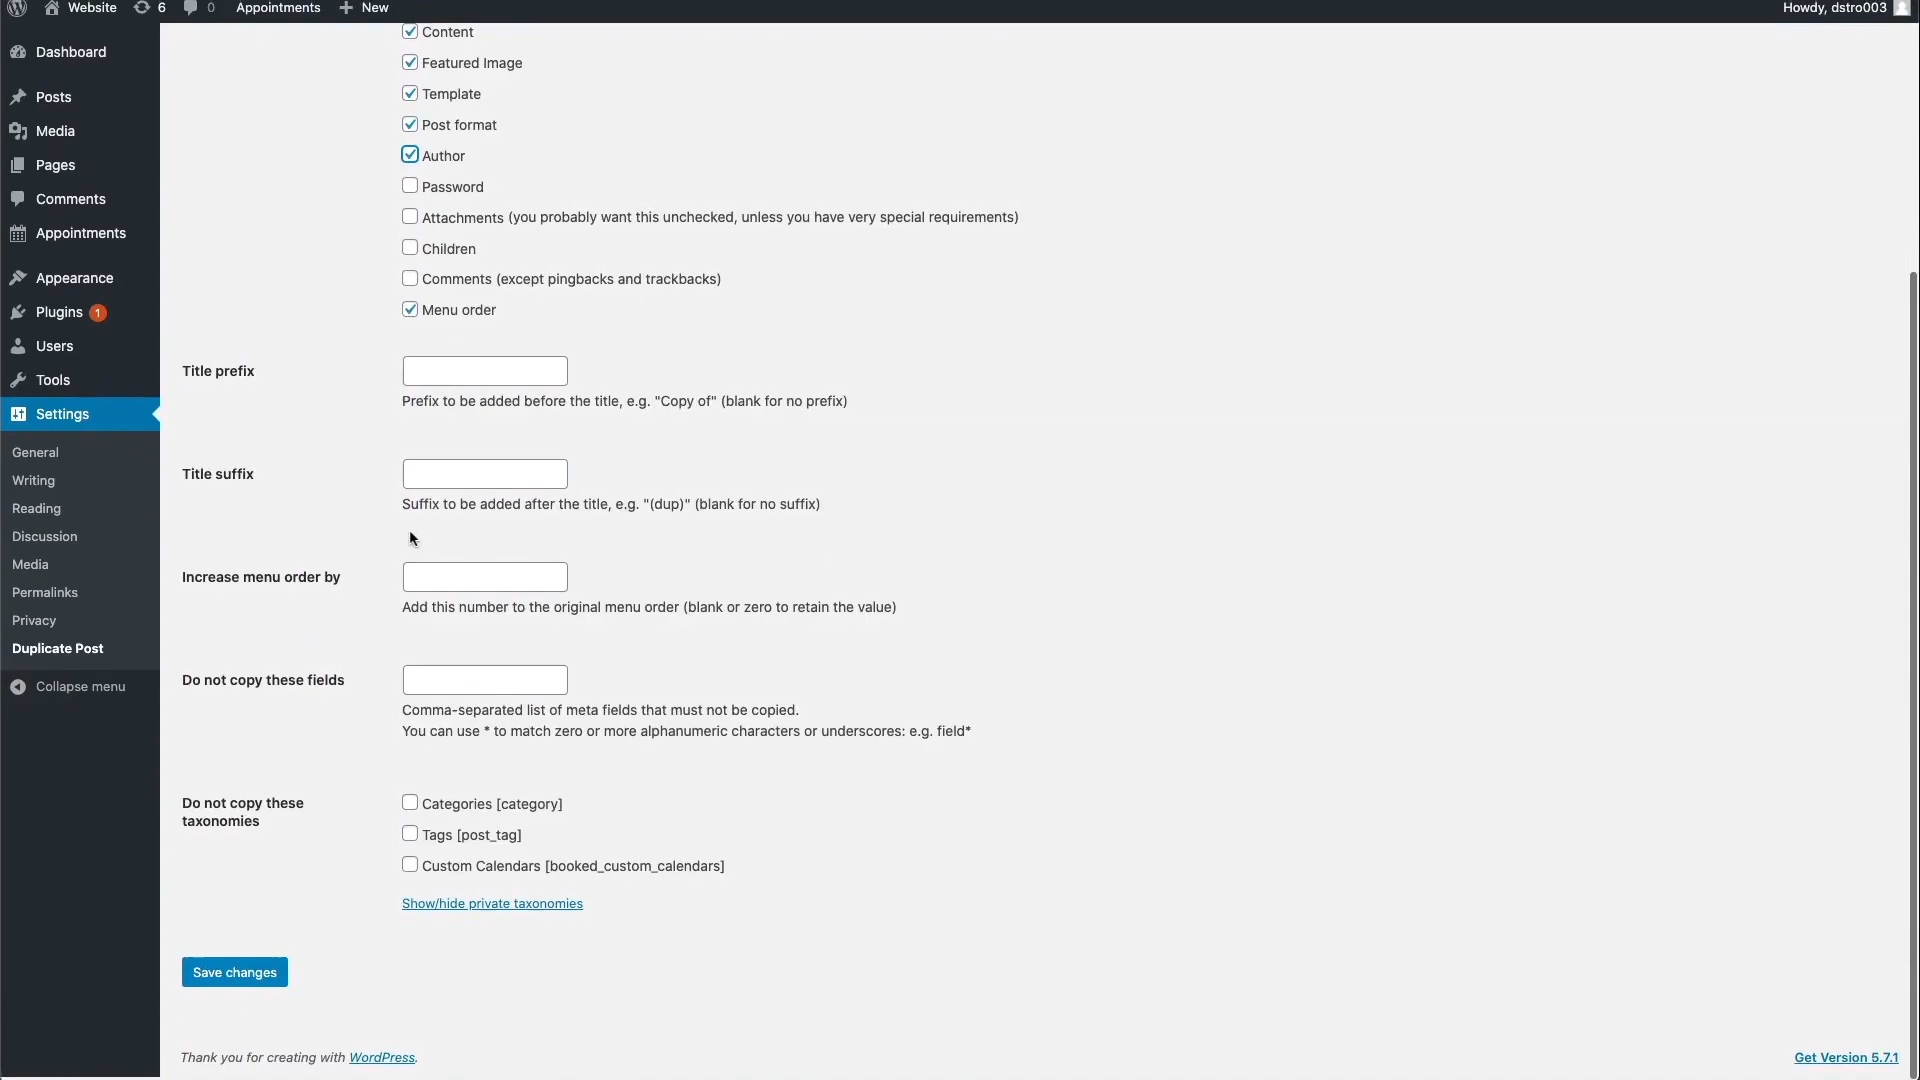 Website 6 0 Appointments New Howdy, dstro003
Dashboard
Posts
Media
Pages
Comments
Appointments
Appearance
Plugins 1
Users
Tools
Settings
General
Writing
Reading
Discussion
Media
Permalinks
Privacy
Duplicate Post
Collapse menu
Content
Featured Image
Template
Post format
Author
Password
Attachments (you probably want this unchecked, unless you have very special requirements)
Children
Comments (except pingbacks and trackbacks)
Menu order
Title prefix
Prefix to be added before the title, e.g. "Copy of" (blank for no prefix)
Title suffix
Suffix to be added after the title, e.g. "(dup)" (blank for no suffix)
Increase menu order by
Add this number to the original menu order (blank or zero to retain the value)
Do not copy these fields
Comma-separated list of meta fields that must not be copied.
You can use * to match zero or more alphanumeric characters or underscores: e.g. field*
Do not copy these
taxonomies
Categories [category]
Tags [post_tag]
Custom Calendars [booked_custom_calendars]
Show/hide private taxonomies
Save changes
Thank you for creating with WordPress.
Get Version 5.7.1